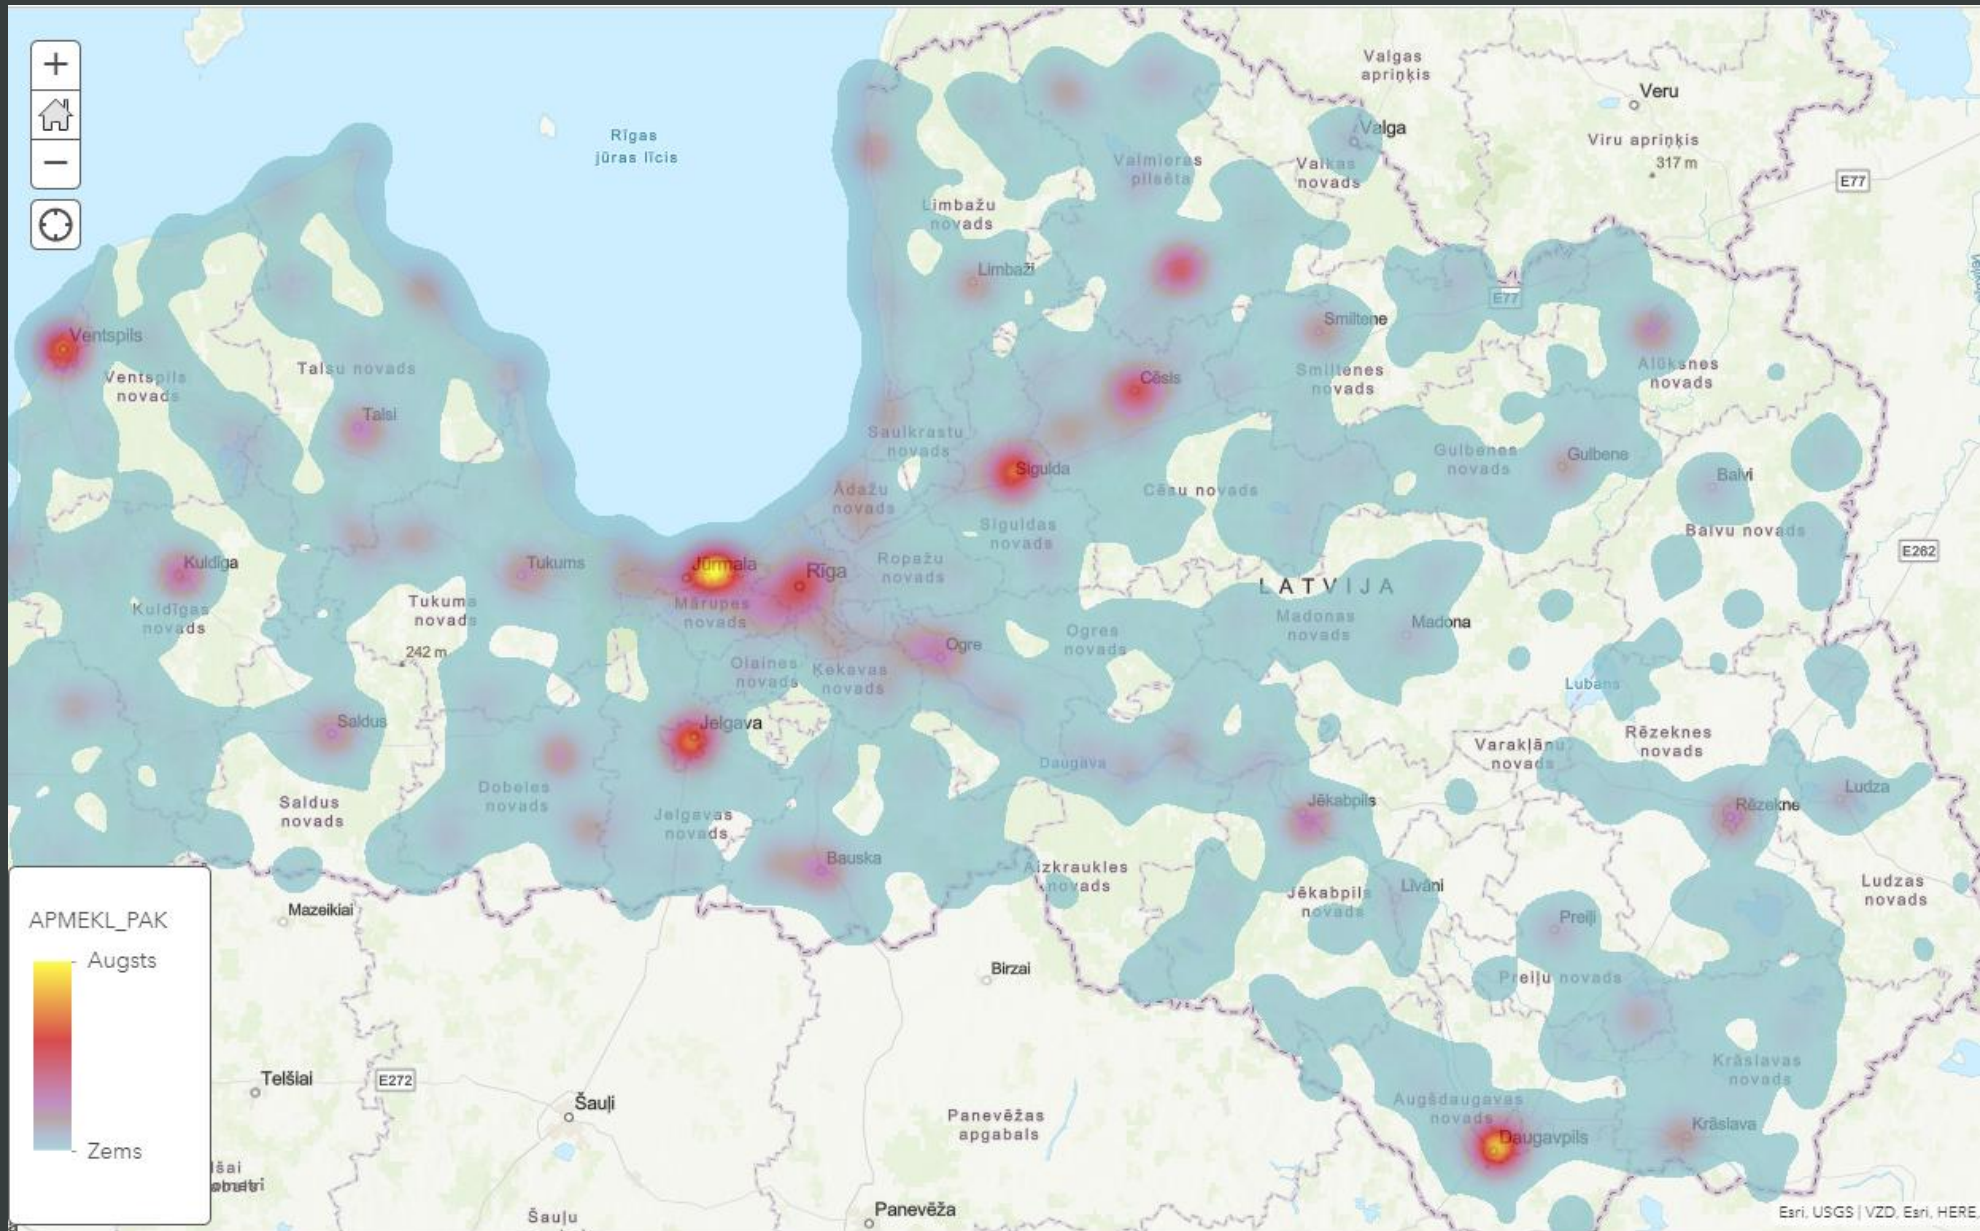 Valgas
apriņķis
Veru
Rīgas
jūras līcis
Valga
Viru apriņķis
317 m
Valmieras
pilsēta
Valkas
novads
E77
Limbažu
novads
Limbaži
E77
Ventspils
Smiltene
Ventspils
novads
Talsu novads
Cēsis
Smiltenes
novads
Alūksnes
novads
Talsi
Saulkrastu
novads
Sigulda
Gulbenes
novads
Gulbene
Balvi
Ādažu
novads
Cēsu novads
Siguldas
novads
Balvu novads
Kuldīga
Tukums
Jūrmala
Rīga
Ropažu
novads
E262
LATVIJA
Kuldīgas
novads
Tukuma
novads
Mārupes
novads
Madonas
novads
Madona
242 m
Ogre
Ogres
novads
Olaines
novads
Ķekavas
novads
Lubāns
Saldus
Jelgava
Rēzeknes
novads
Varakļānu
novads
Daugava
Saldus
novads
Dobeles
novads
Jelgavas
novads
Jēkabpils
Rēzekne
Ludza
Bauska
Aizkraukles
novads
Jēkabpils
novads
Līvāni
Ludzas
novads
Mazeikiai
Preiļi
APMEKL_PAK
Augsts
Zems
Birzai
Preiļu novads
Krāslavas
novads
Telšiai
E272
Šauļi
Augšdaugavas
novads
Panevēžas
apgabals
Krāslava
Daugavpils
Šauļu
Panevēža
Esri, USGS | VZD, Esri, HERE
+
−